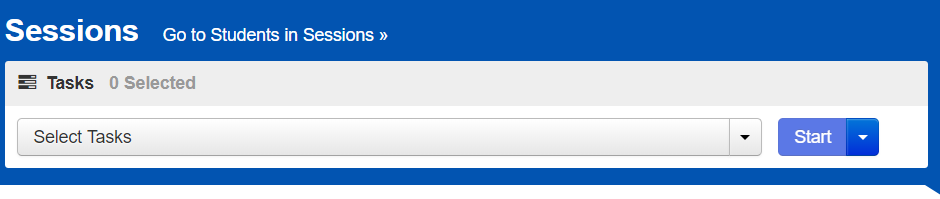 Sessions Go to Students in Sessions »
Tasks 0 Selected
Select Tasks Start